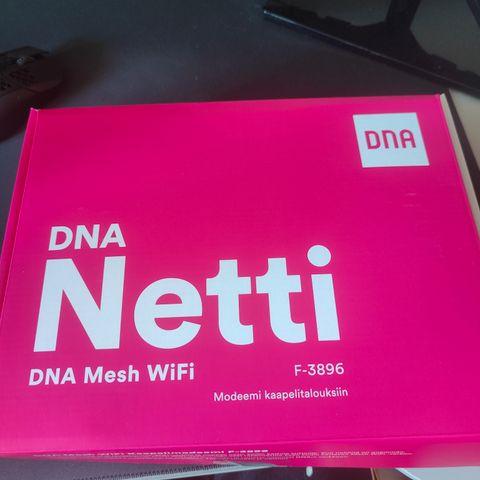 DNA
DNA
Netti
DNA Mesh WiFi
F-3896
Modeemi kaapelitalouksiin